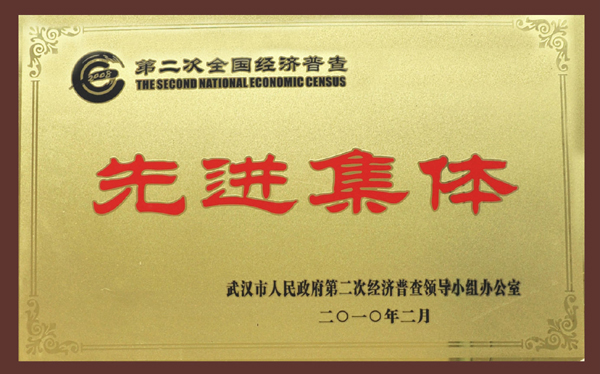 2008
第二次全国经济普查
THE SECOND NATIONAL ECONOMIC CENSUS
先进集体
武汉市人民政府第二次经济普查领导小组办公室
二〇一〇年二月